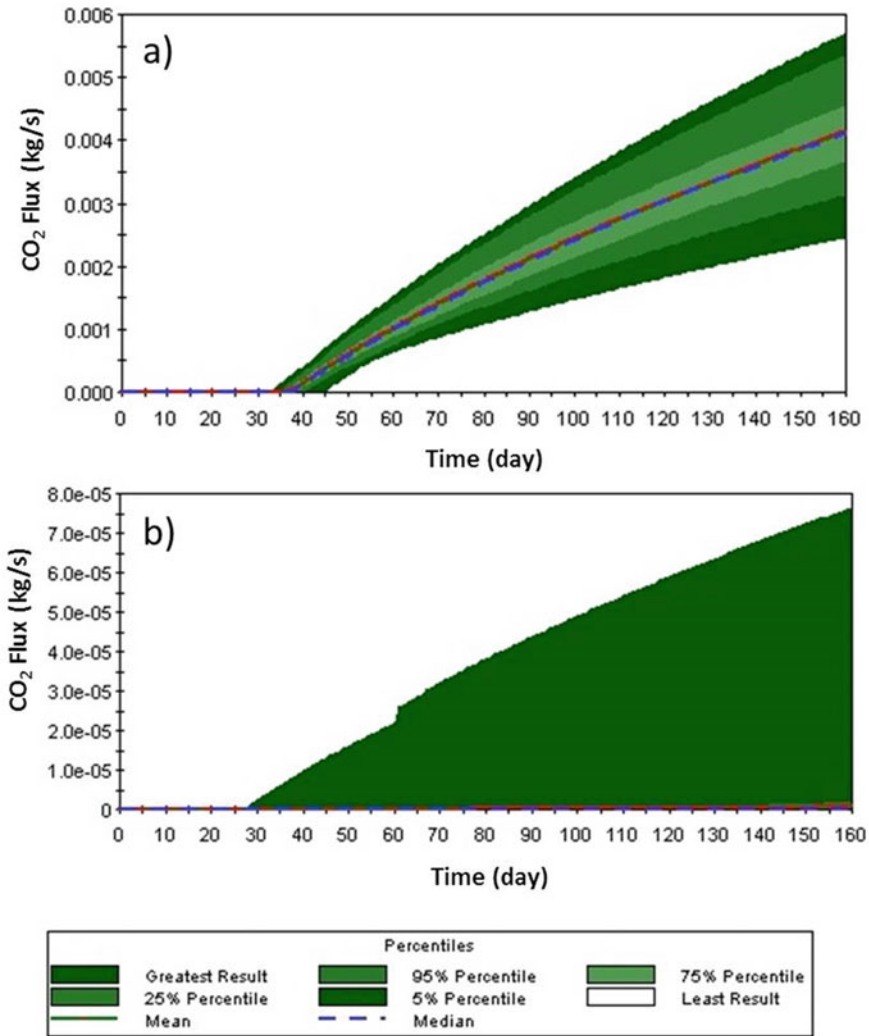 a)
CO₂ Flux (kg/s)
0.006
0.005
0.004
0.003
0.002
0.001
0.000
0 10 20 30 40 50 60 70 80 90 100 110 120 130 140 150 160
Time (day)
b)
CO₂ Flux (kg/s)
8.0e-05
7.0e-05
6.0e-05
5.0e-05
4.0e-05
3.0e-05
2.0e-05
1.0e-05
0
0 10 20 30 40 50 60 70 80 90 100 110 120 130 140 150 160
Time (day)
Percentiles
Greatest Result 95% Percentile 75% Percentile
25% Percentile 5% Percentile Least Result
Mean Median